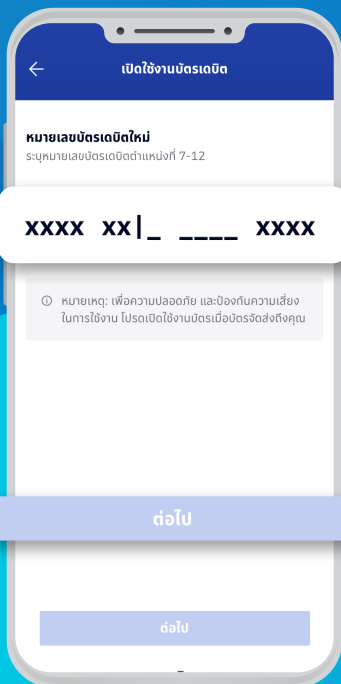 เปิดใช้งานบัตรเดบิต
หมายเลขบัตรเดบิตใหม่
ระบุหมายเลขบัตรเดบิตตำแหน่งที่ 7-12
xxxx xx|_ ____ xxxx
หมายเหตุ: เพื่อความปลอดภัย และป้องกันความเสี่ยง
ในการใช้งาน โปรดเปิดใช้งานบัตรเมื่อบัตรจัดส่งถึงคุณ
ต่อไป
ต่อไป